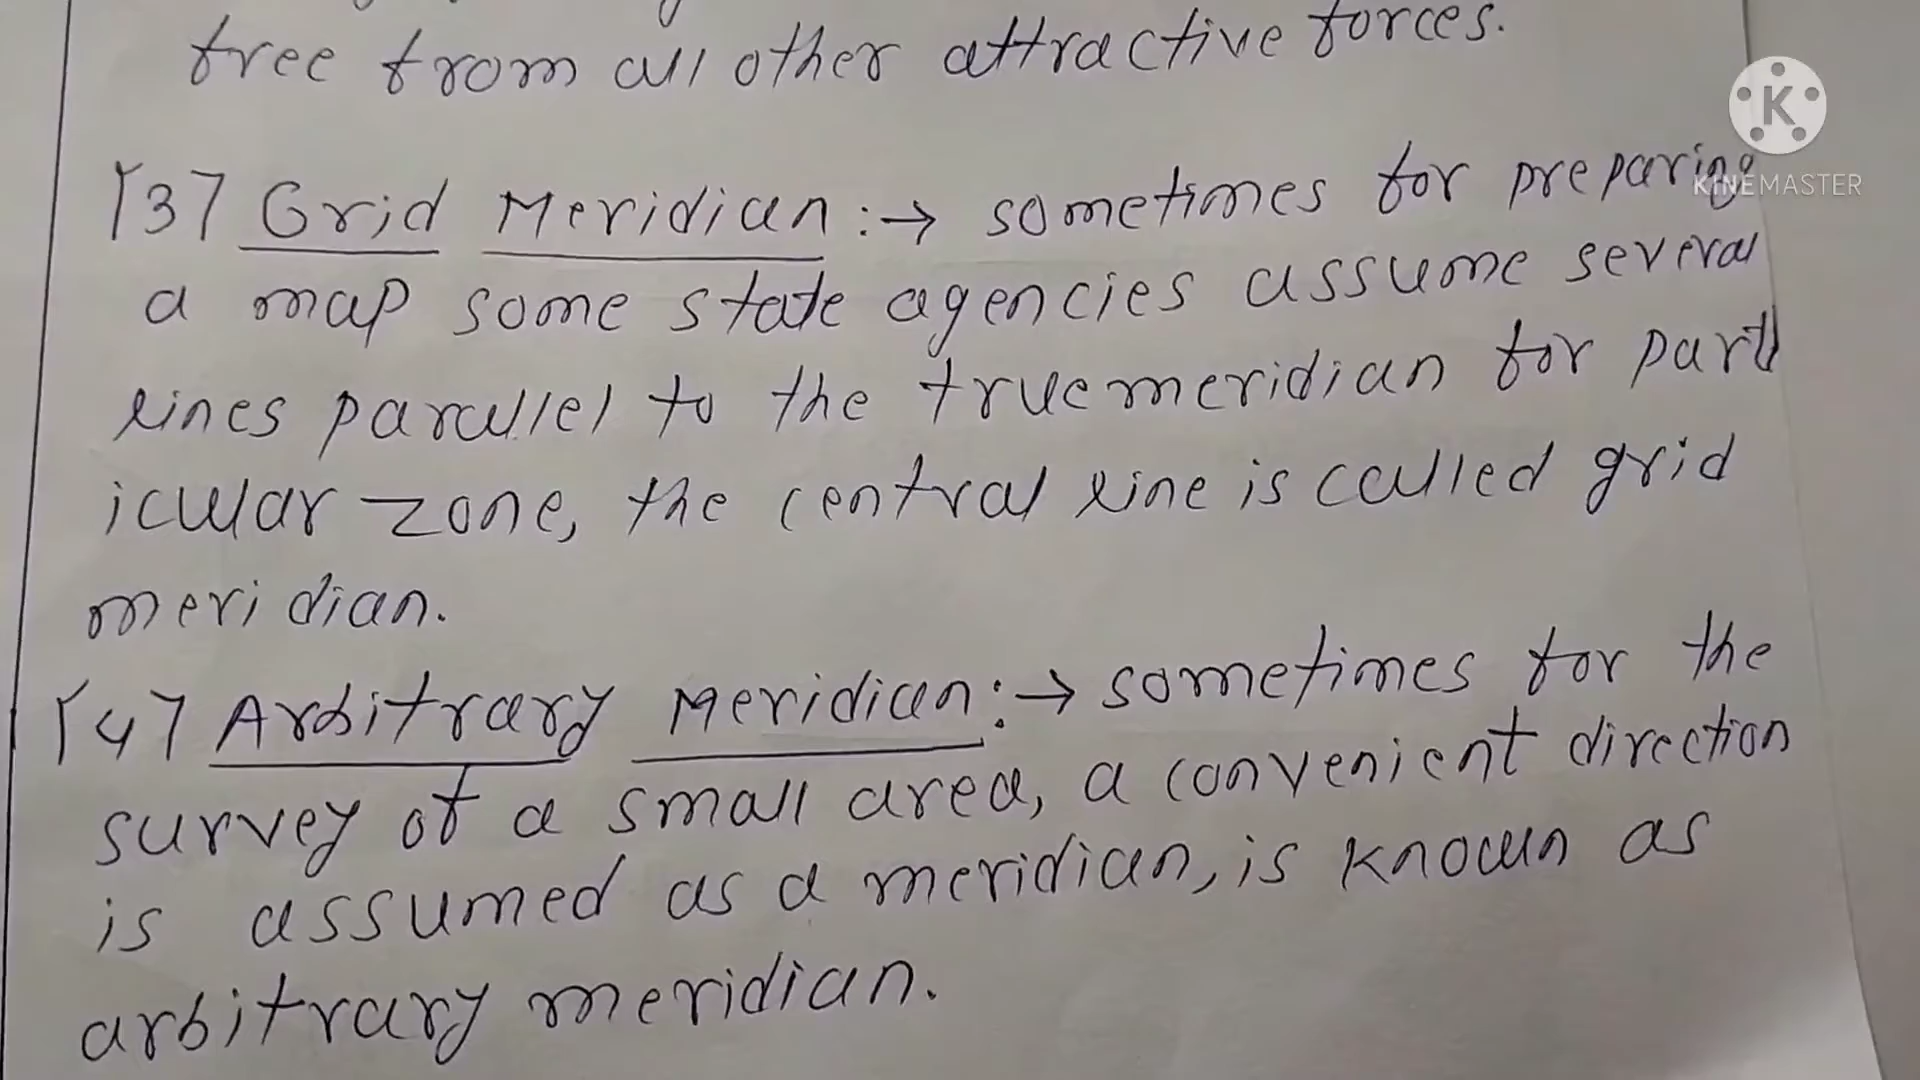 free from all other attractive forces.
K
KINEMASTER
[3] Grid Meridian :→ sometimes for preparing
a map some state agencies assume several
lines parallel to the true meridian for part
icular zone, the central line is called grid
meridian.
[4] Arbitrary Meridian :→ sometimes for the
survey of a small area, a convenient direction
is assumed as a meridian, is known as
arbitrary meridian.